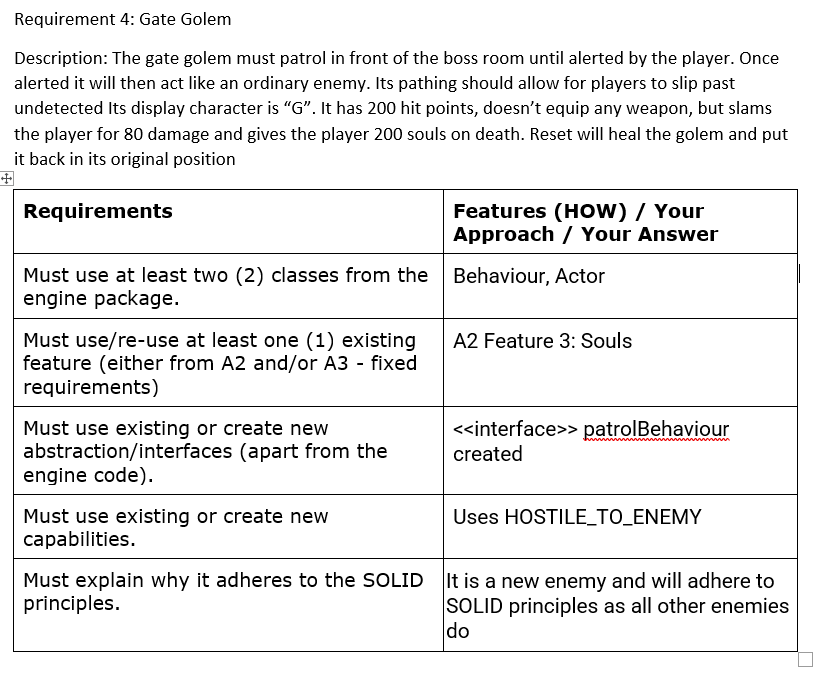 Requirement 4: Gate Golem
Description: The gate golem must patrol in front of the boss room until alerted by the player. Once
alerted it will then act like an ordinary enemy. Its pathing should allow for players to slip past
undetected Its display character is “G”. It has 200 hit points, doesn’t equip any weapon, but slams
the player for 80 damage and gives the player 200 souls on death. Reset will heal the golem and put
it back in its original position
Requirements
Features (HOW) / Your
Approach / Your Answer
Must use at least two (2) classes from the
engine package.
Behaviour, Actor
Must use/re-use at least one (1) existing
feature (either from A2 and/or A3 - fixed
requirements)
A2 Feature 3: Souls
Must use existing or create new
abstraction/interfaces (apart from the
engine code).
<<interface>> patrolBehaviour
created
Must use existing or create new
capabilities.
Uses HOSTILE_TO_ENEMY
Must explain why it adheres to the SOLID
principles.
It is a new enemy and will adhere to
SOLID principles as all other enemies
do